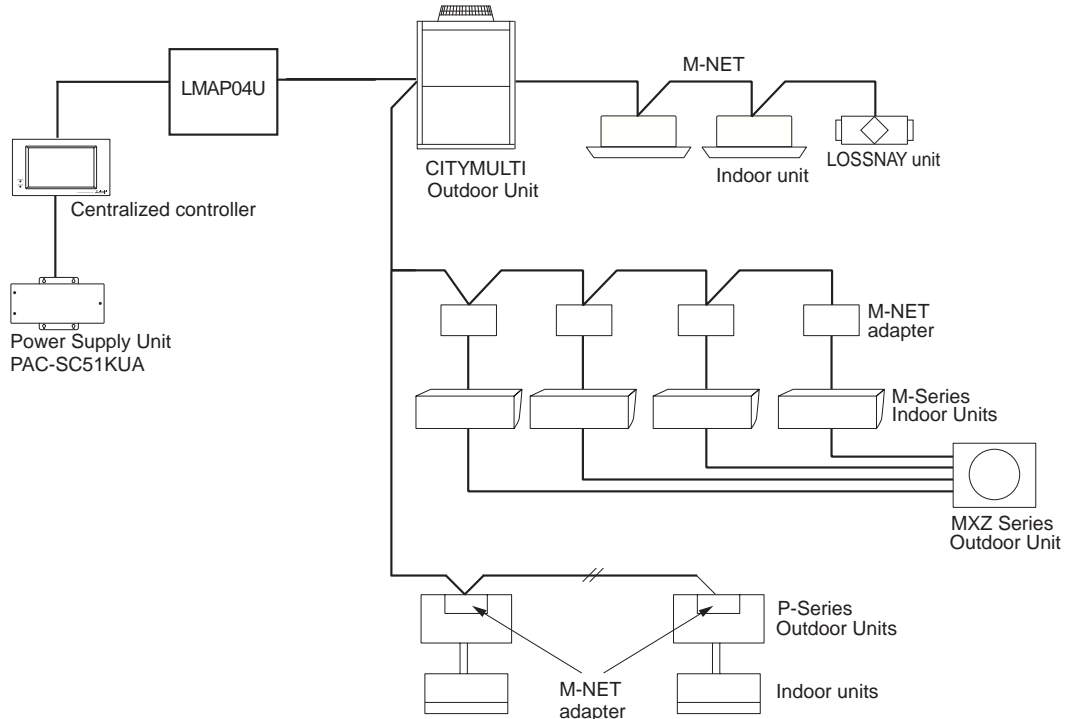 LMAP04U
M-NET
CITYMULTI
Outdoor Unit
Indoor unit
LOSSNAY unit
Centralized controller
Power Supply Unit
PAC-SC51KUA
M-NET
adapter
M-Series
Indoor Units
MXZ Series
Outdoor Unit
P-Series
Outdoor Units
M-NET
adapter
Indoor units